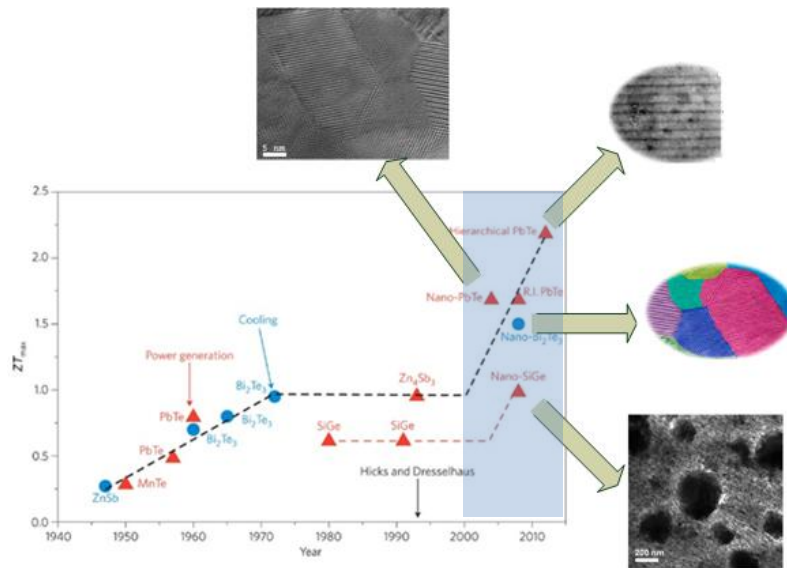 5 nm
2.5
2.0
1.5
1.0
0.5
0.0
ZTmax
1940
1950
1960
1970
1980
1990
2000
2010
Year
Hierarchical PbTe
Nano-PbTe
R.I. PbTe
Nano-Bi2Te3
Cooling
Power generation
Bi2Te3
Zn4Sb3
Nano-SiGe
PbTe
Bi2Te3
Bi2Te3
SiGe
SiGe
PbTe
MnTe
ZnSb
Hicks and Dresselhaus
200 nm